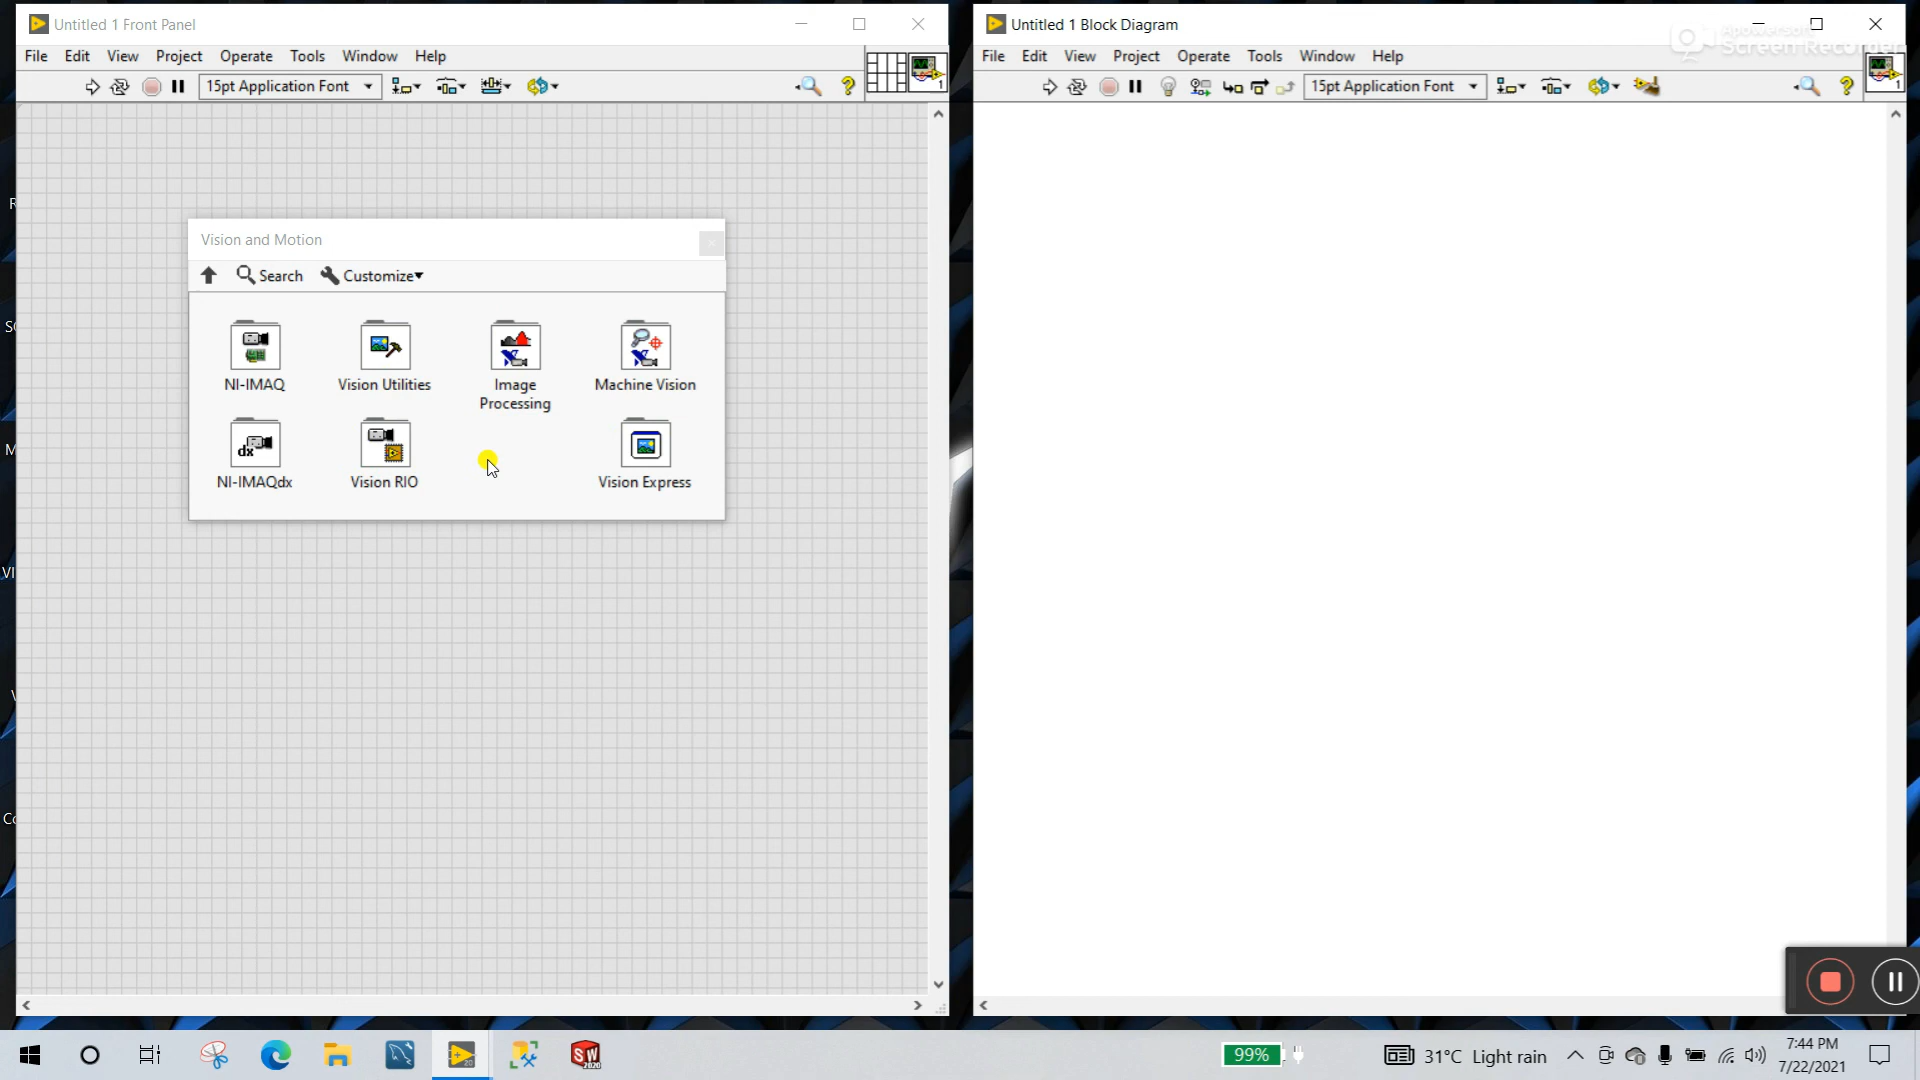 Untitled 1 Front Panel
File Edit View Project Operate Tools Window Help
15pt Application Font
Vision and Motion
Search Customize
NI-IMAQ Vision Utilities Image Processing Machine Vision
NI-IMAQdx Vision RIO Vision Express
Untitled 1 Block Diagram
File Edit View Project Operate Tools Window Help
15pt Application Font
Apowersoft
Screen Recorder
99%
31°C Light rain
7:44 PM
7/22/2021